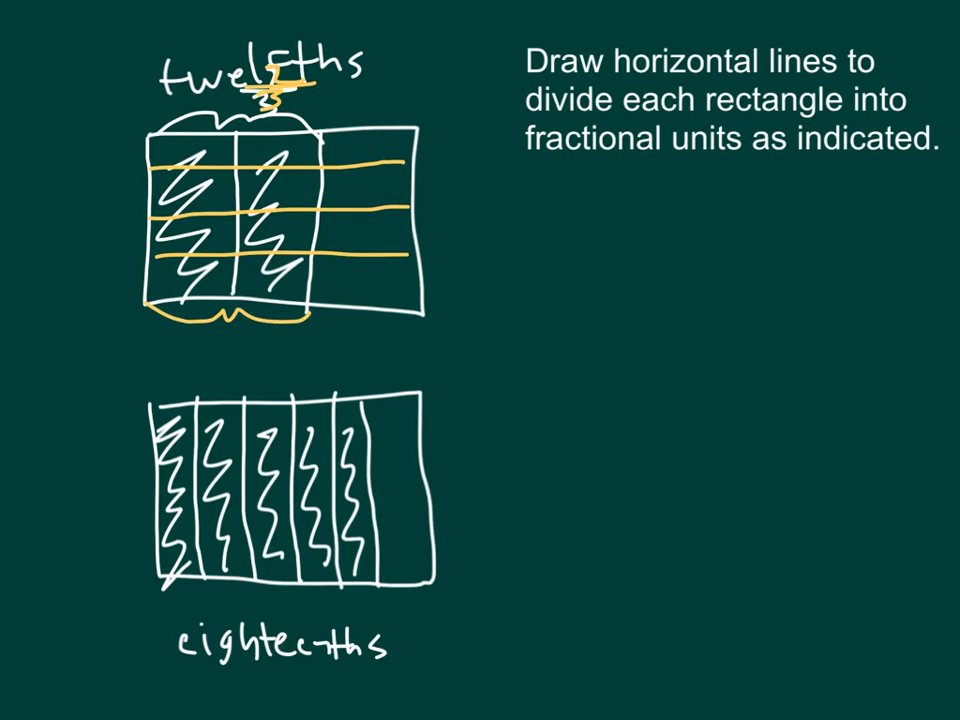 twelfths
Draw horizontal lines to
divide each rectangle into
fractional units as indicated.
eighteenths